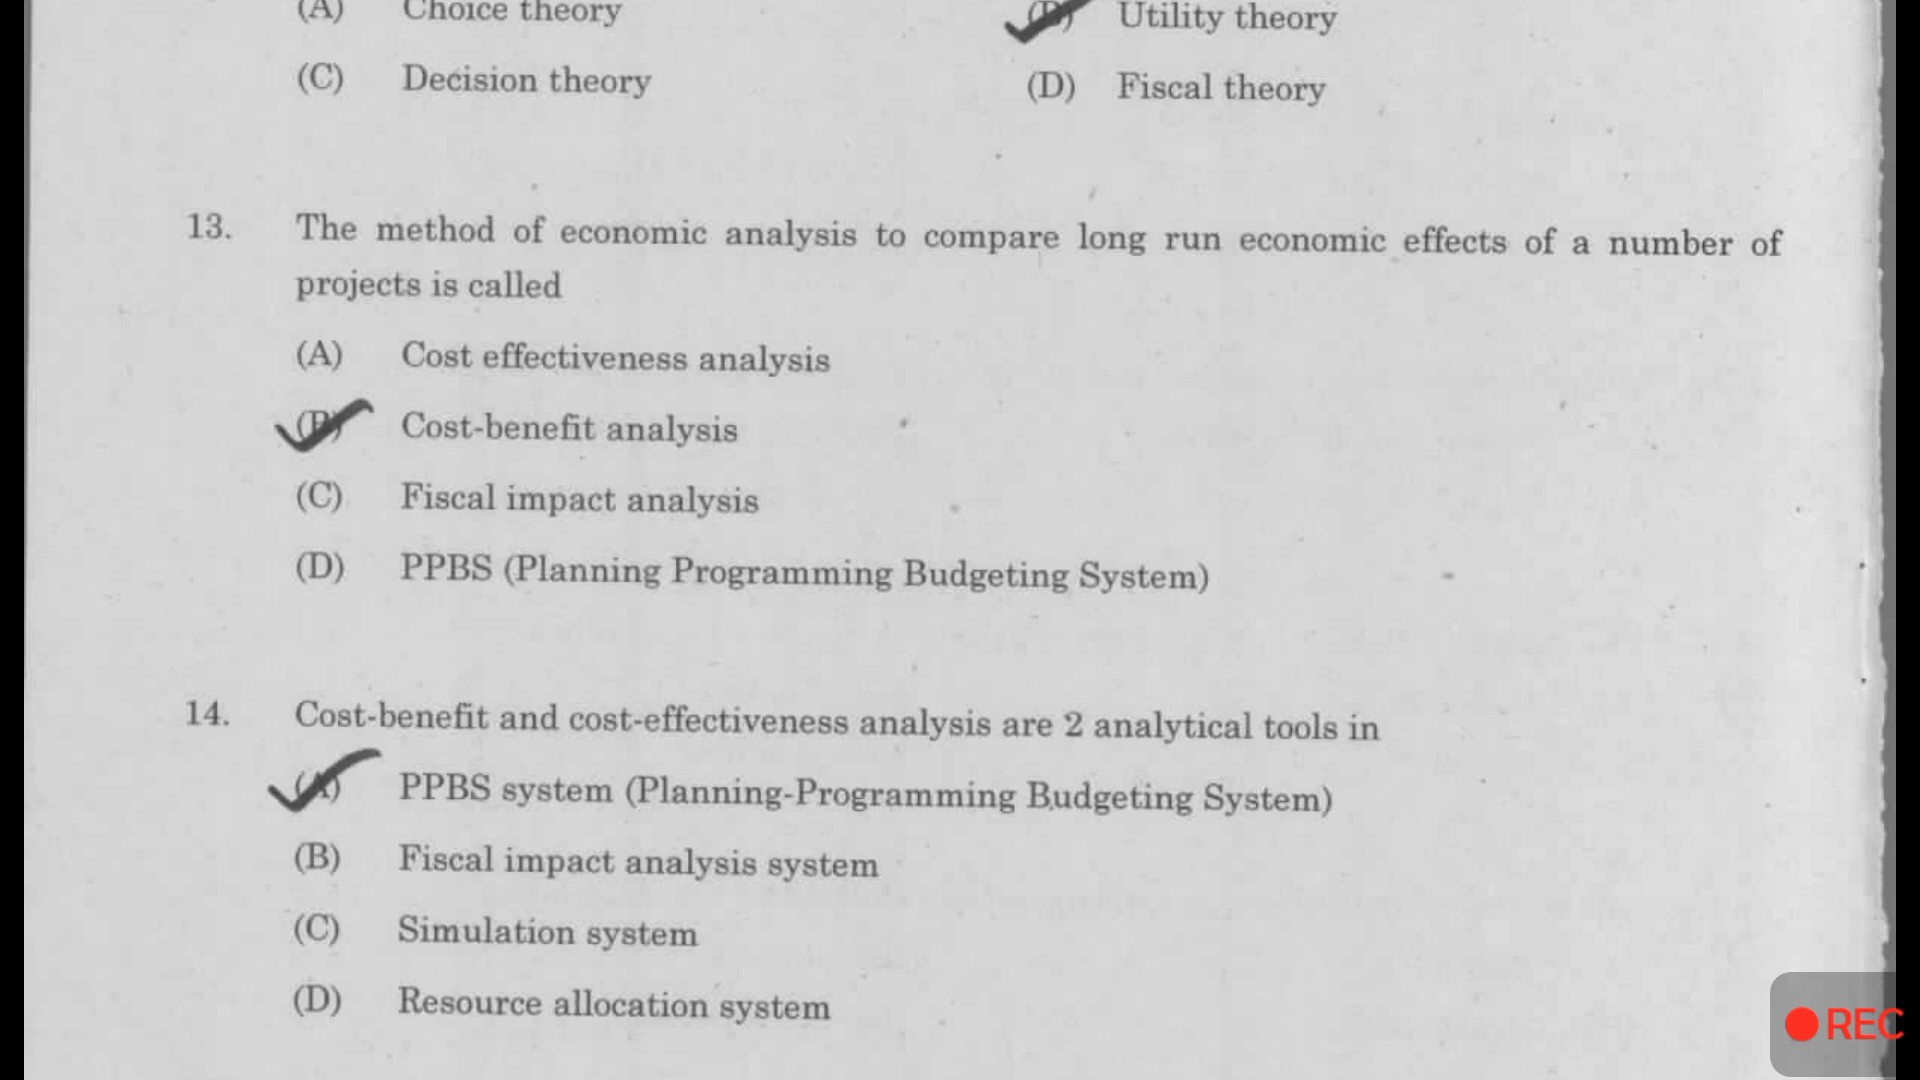 (A) Choice theory (B) Utility theory
(C) Decision theory (D) Fiscal theory
13. The method of economic analysis to compare long run economic effects of a number of
projects is called
(A) Cost effectiveness analysis
(B) Cost-benefit analysis
(C) Fiscal impact analysis
(D) PPBS (Planning Programming Budgeting System)
14. Cost-benefit and cost-effectiveness analysis are 2 analytical tools in
(A) PPBS system (Planning-Programming Budgeting System)
(B) Fiscal impact analysis system
(C) Simulation system
(D) Resource allocation system
REC